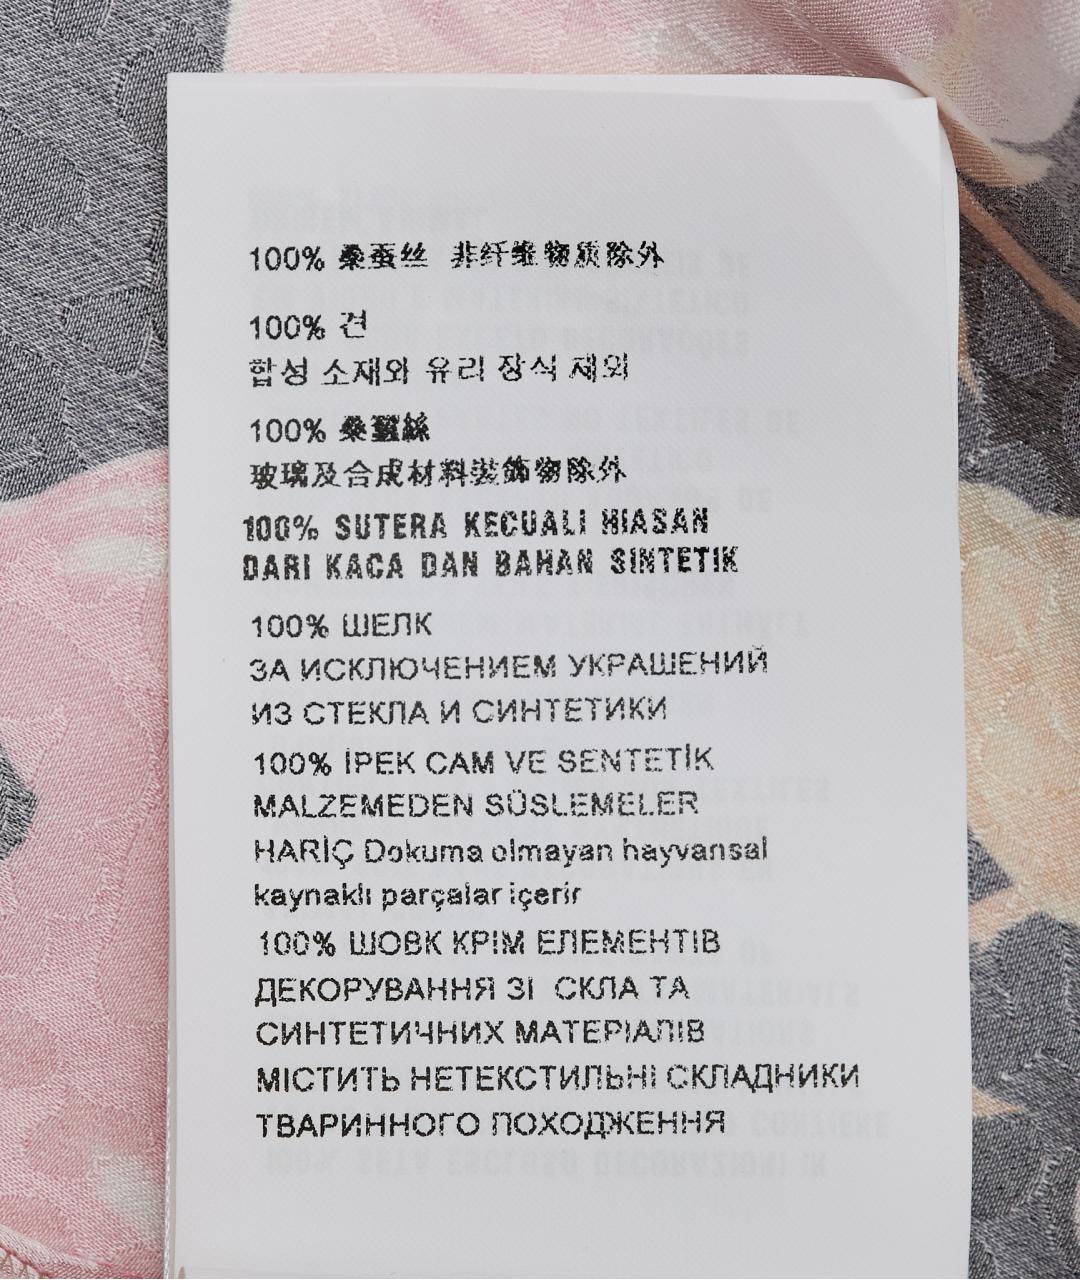 100% 桑蚕丝 非纤维物质除外
100% 견
합성 소재와 유리 장식 제외
100% 桑蠶絲
玻璃及合成材料裝飾物除外
100% SUTERA KECUALI HIASAN
DARI KACA DAN BAHAN SINTETIK
100% ШЕЛК
ЗА ИСКЛЮЧЕНИЕМ УКРАШЕНИЙ
ИЗ СТЕКЛА И СИНТЕТИКИ
100% İPEK CAM VE SENTETİK
MALZEMEDEN SÜSLEMELER
HARİÇ Dokuma olmayan hayvansal
kaynaklı parçalar içerir
100% ШОВК КРІМ ЕЛЕМЕНТІВ
ДЕКОРУВАННЯ ЗІ СКЛА ТА
СИНТЕТИЧНИХ МАТЕРІАЛІВ
МІСТИТЬ НЕТЕКСТИЛЬНІ СКЛАДНИКИ
ТВАРИННОГО ПОХОДЖЕННЯ